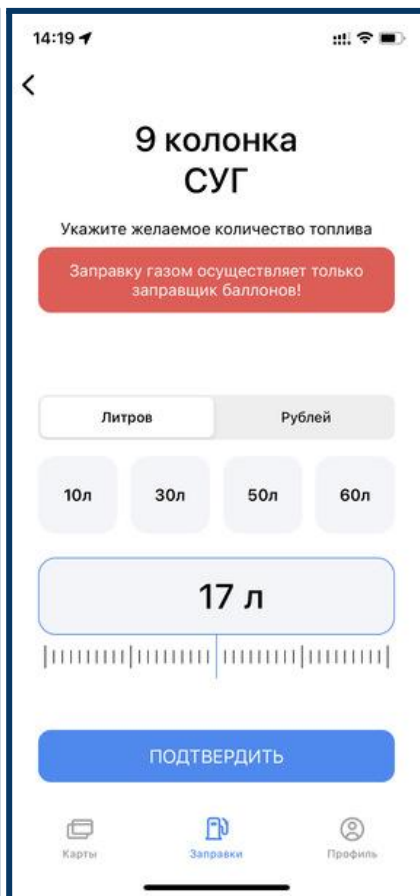 14:19
9 колонка
СУГ
Укажите желаемое количество топлива
Заправку газом осуществляет только
заправщик баллонов!
Литров Рублей
10л 30л 50л 60л
17 л
ПОДТВЕРДИТЬ
Карты Заправки Профиль